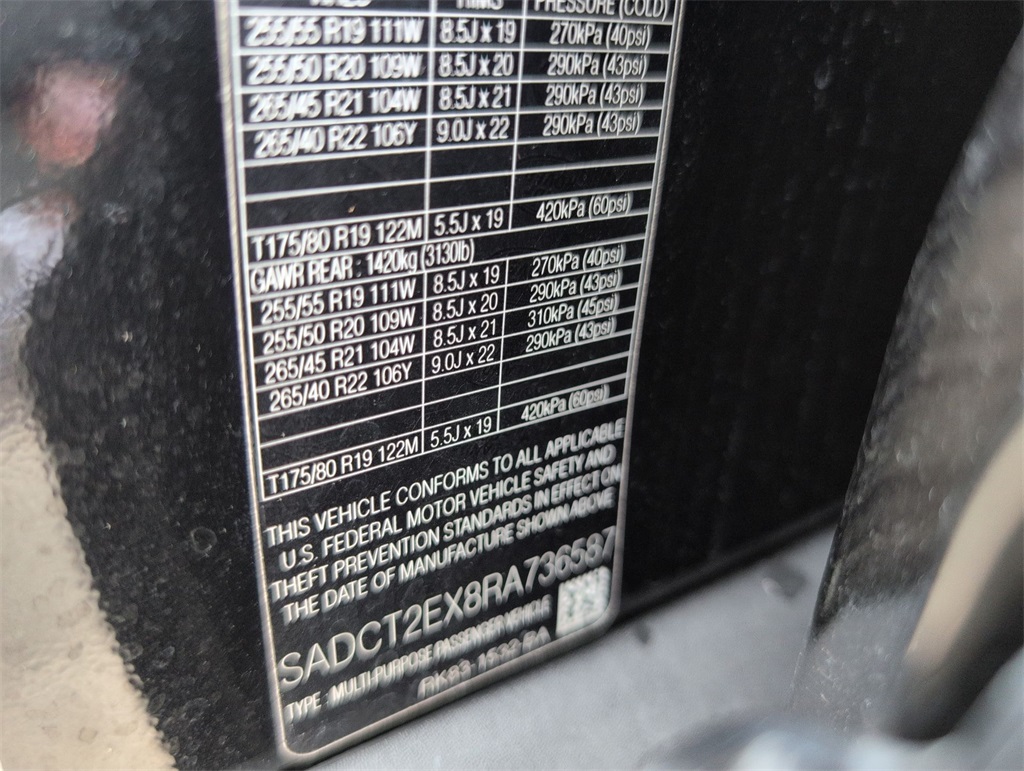 RIMS PRESSURE (COLD)
255/55 R19 111W 8.5J x 19 270kPa (40psi)
255/50 R20 109W 8.5J x 20 290kPa (43psi)
265/45 R21 104W 8.5J x 21 290kPa (43psi)
265/40 R22 106Y 9.0J x 22 290kPa (43psi)
T175/80 R19 122M 5.5J x 19 420kPa (60psi)
GAWR REAR : 1420kg (3130lb)
255/55 R19 111W 8.5J x 19 270kPa (40psi)
255/50 R20 109W 8.5J x 20 290kPa (43psi)
265/45 R21 104W 8.5J x 21 310kPa (45psi)
265/40 R22 106Y 9.0J x 22 290kPa (43psi)
T175/80 R19 122M 5.5J x 19 420kPa (60psi)
THIS VEHICLE CONFORMS TO ALL APPLICABLE
U.S. FEDERAL MOTOR VEHICLE SAFETY AND
THEFT PREVENTION STANDARDS IN EFFECT ON
THE DATE OF MANUFACTURE SHOWN ABOVE
SADCT2EX8RA736587
TYPE : MULTI-PURPOSE PASSENGER VEHICLE